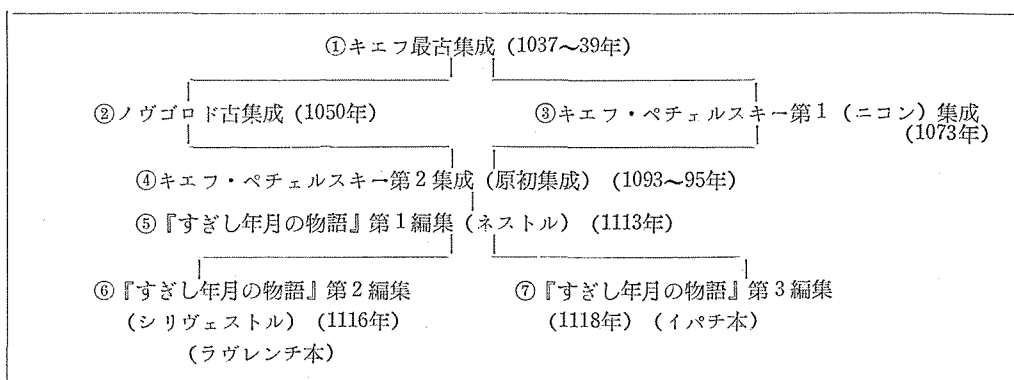 ①キエフ最古集成 (1037〜39年)
②ノヴゴロド古集成 (1050年) ③キエフ・ペチェルスキー第1 (ニコン) 集成
(1073年)
④キエフ・ペチェルスキー第2集成 (原初集成) (1093〜95年)
⑤『すぎし年月の物語』第1編集 (ネストル) (1113年)
⑥『すぎし年月の物語』第2編集 ⑦『すぎし年月の物語』第3編集
(シリヴェストル) (1116年) (1118年) (イパチ本)
(ラヴレンチ本)